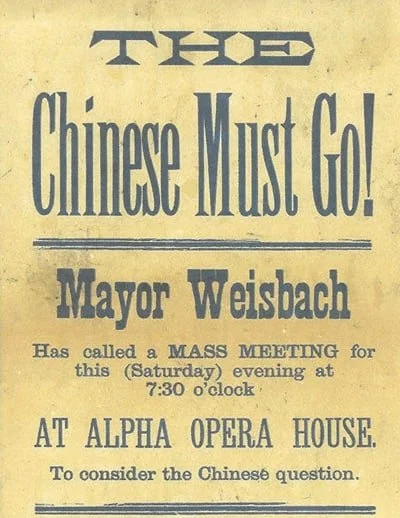 THE
Chinese Must Go!
Mayor Weisbach
Has called a MASS MEETING for
this (Saturday) evening at
7:30 o'clock
AT ALPHA OPERA HOUSE.
To consider the Chinese question.